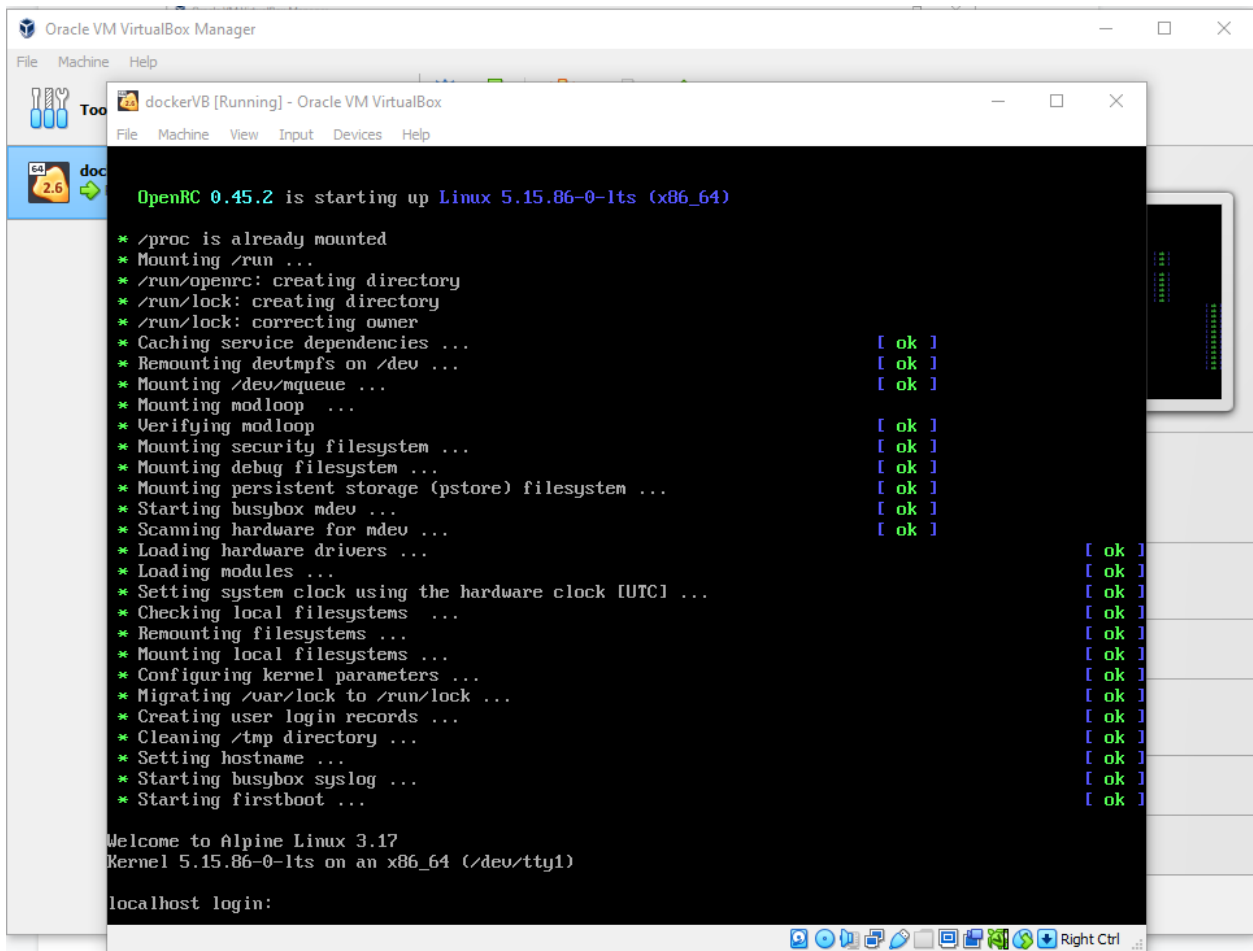 Oracle VM VirtualBox Manager
File Machine Help
Too
dockerVB [Running] - Oracle VM VirtualBox
File Machine View Input Devices Help
64
2.6
doc
OpenRC 0.45.2 is starting up Linux 5.15.86-0-lts (x86_64)
* /proc is already mounted
* Mounting /run ...
* /run/openrc: creating directory
* /run/lock: creating directory
* /run/lock: correcting owner
* Caching service dependencies ... [ ok ]
* Remounting devtmpfs on /dev ... [ ok ]
* Mounting /dev/mqueue ... [ ok ]
* Mounting modloop ...
* Verifying modloop [ ok ]
* Mounting security filesystem ... [ ok ]
* Mounting debug filesystem ... [ ok ]
* Mounting persistent storage (pstore) filesystem ... [ ok ]
* Starting busybox mdev ... [ ok ]
* Scanning hardware for mdev ... [ ok ]
* Loading hardware drivers ... [ ok ]
* Loading modules ... [ ok ]
* Setting system clock using the hardware clock [UTC] ... [ ok ]
* Checking local filesystems ... [ ok ]
* Remounting filesystems ... [ ok ]
* Mounting local filesystems ... [ ok ]
* Configuring kernel parameters ... [ ok ]
* Migrating /var/lock to /run/lock ... [ ok ]
* Creating user login records ... [ ok ]
* Cleaning /tmp directory ... [ ok ]
* Setting hostname ... [ ok ]
* Starting busybox syslog ... [ ok ]
* Starting firstboot ... [ ok ]
Welcome to Alpine Linux 3.17
Kernel 5.15.86-0-lts on an x86_64 (/dev/tty1)
localhost login:
Right Ctrl